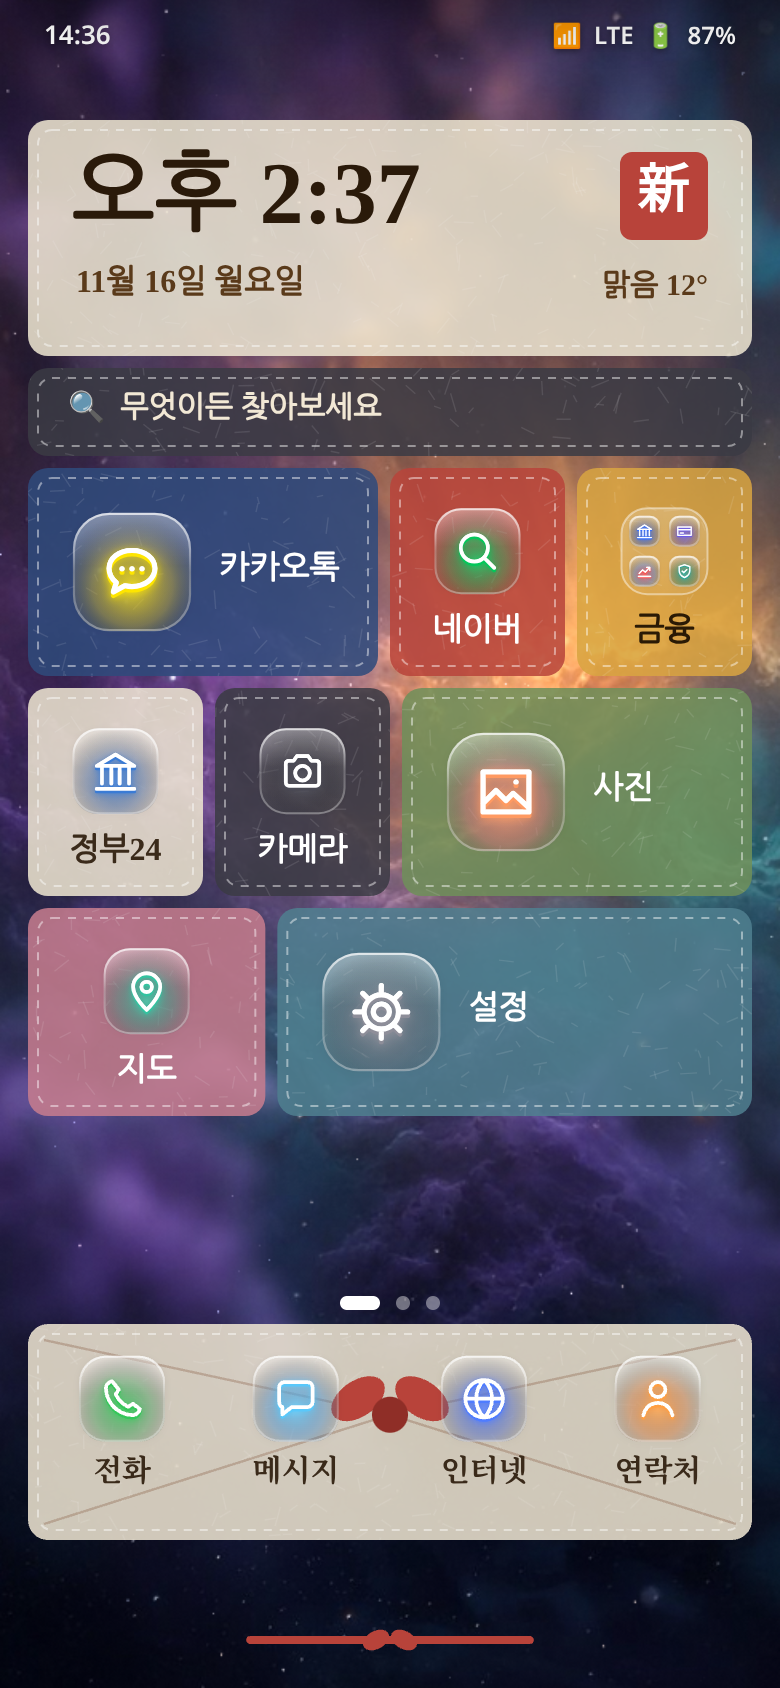 14:36
LTE 87%
오후 2:37
新
11월 16일 월요일
맑음 12°
무엇이든 찾아보세요
카카오톡
네이버
금융
정부24
카메라
사진
지도
설정
전화
메시지
인터넷
연락처